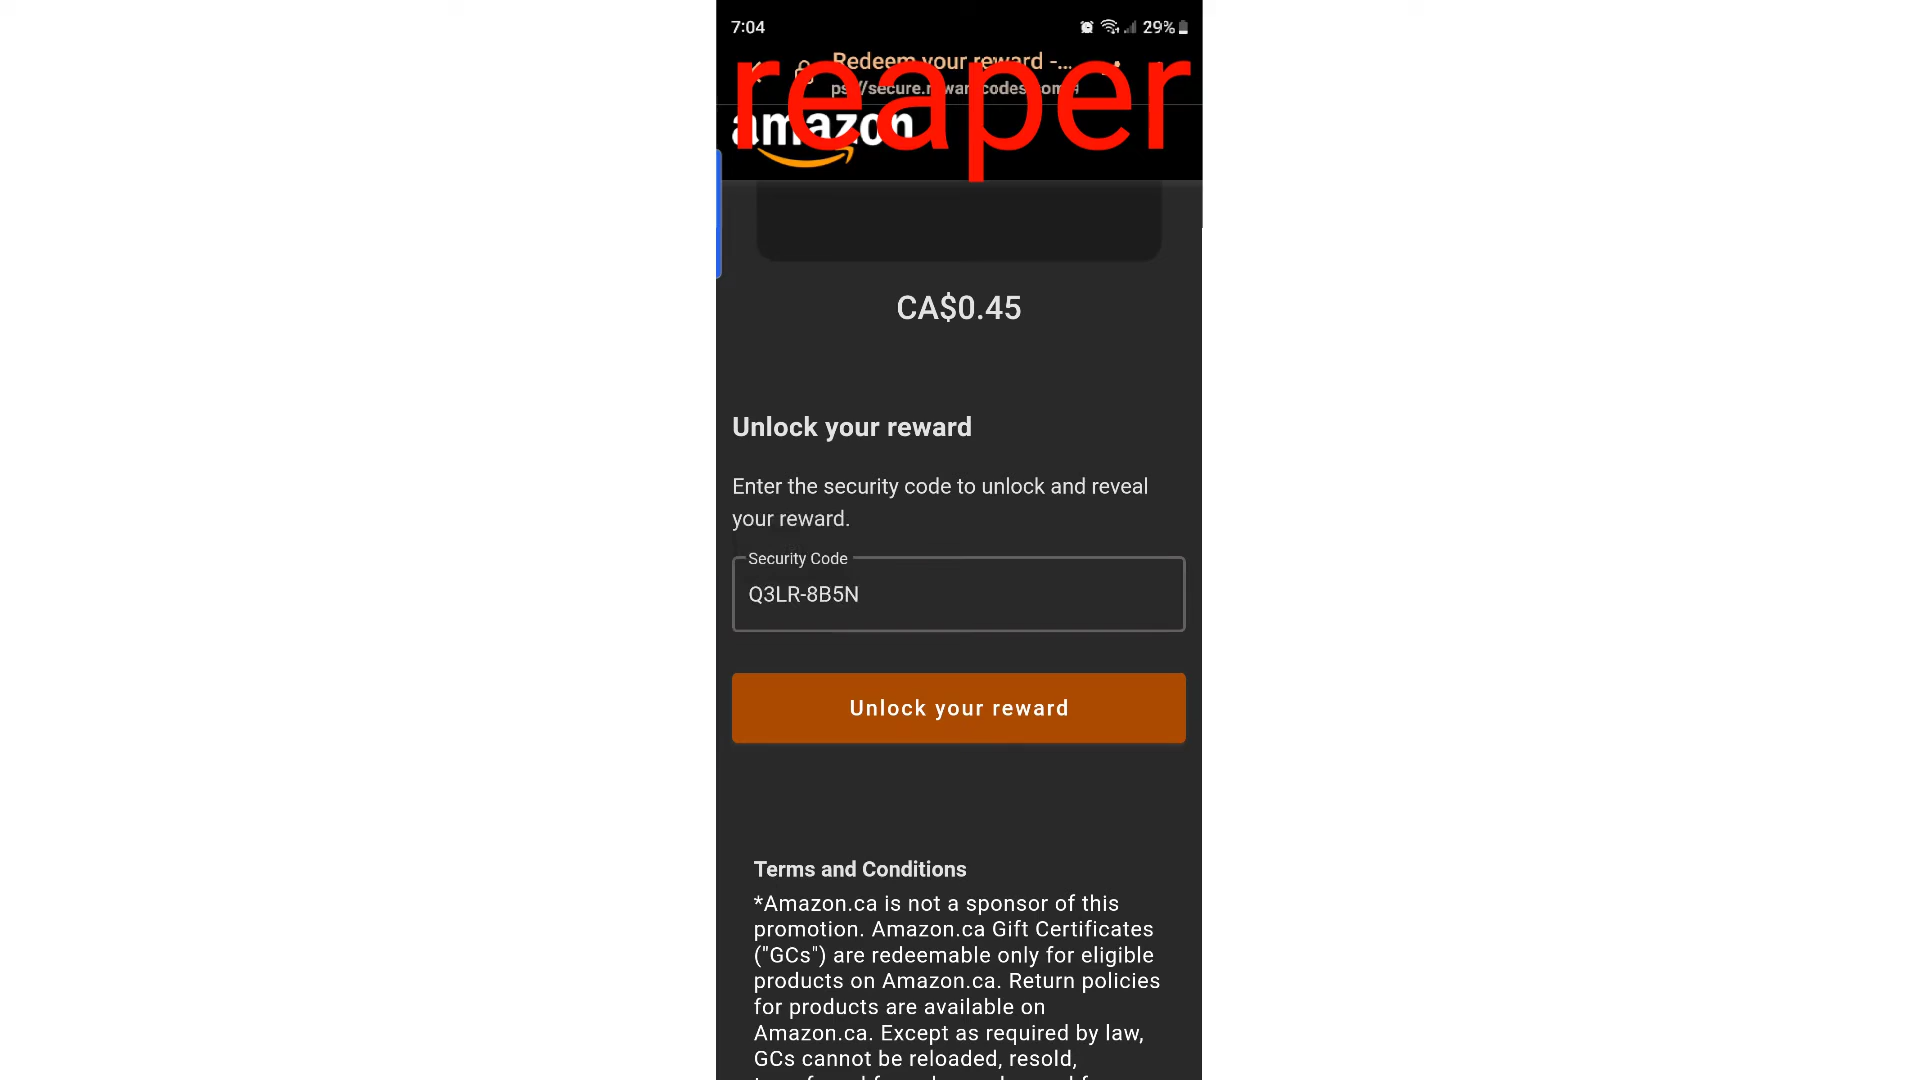 7:04
29%
Redeem your reward -...
reaper
amazon
CA$0.45
Unlock your reward
Enter the security code to unlock and reveal
your reward.
Security Code
Q3LR-8B5N
Unlock your reward
Terms and Conditions
*Amazon.ca is not a sponsor of this
promotion. Amazon.ca Gift Certificates
("GCs") are redeemable only for eligible
products on Amazon.ca. Return policies
for products are available on
Amazon.ca. Except as required by law,
GCs cannot be reloaded, resold,